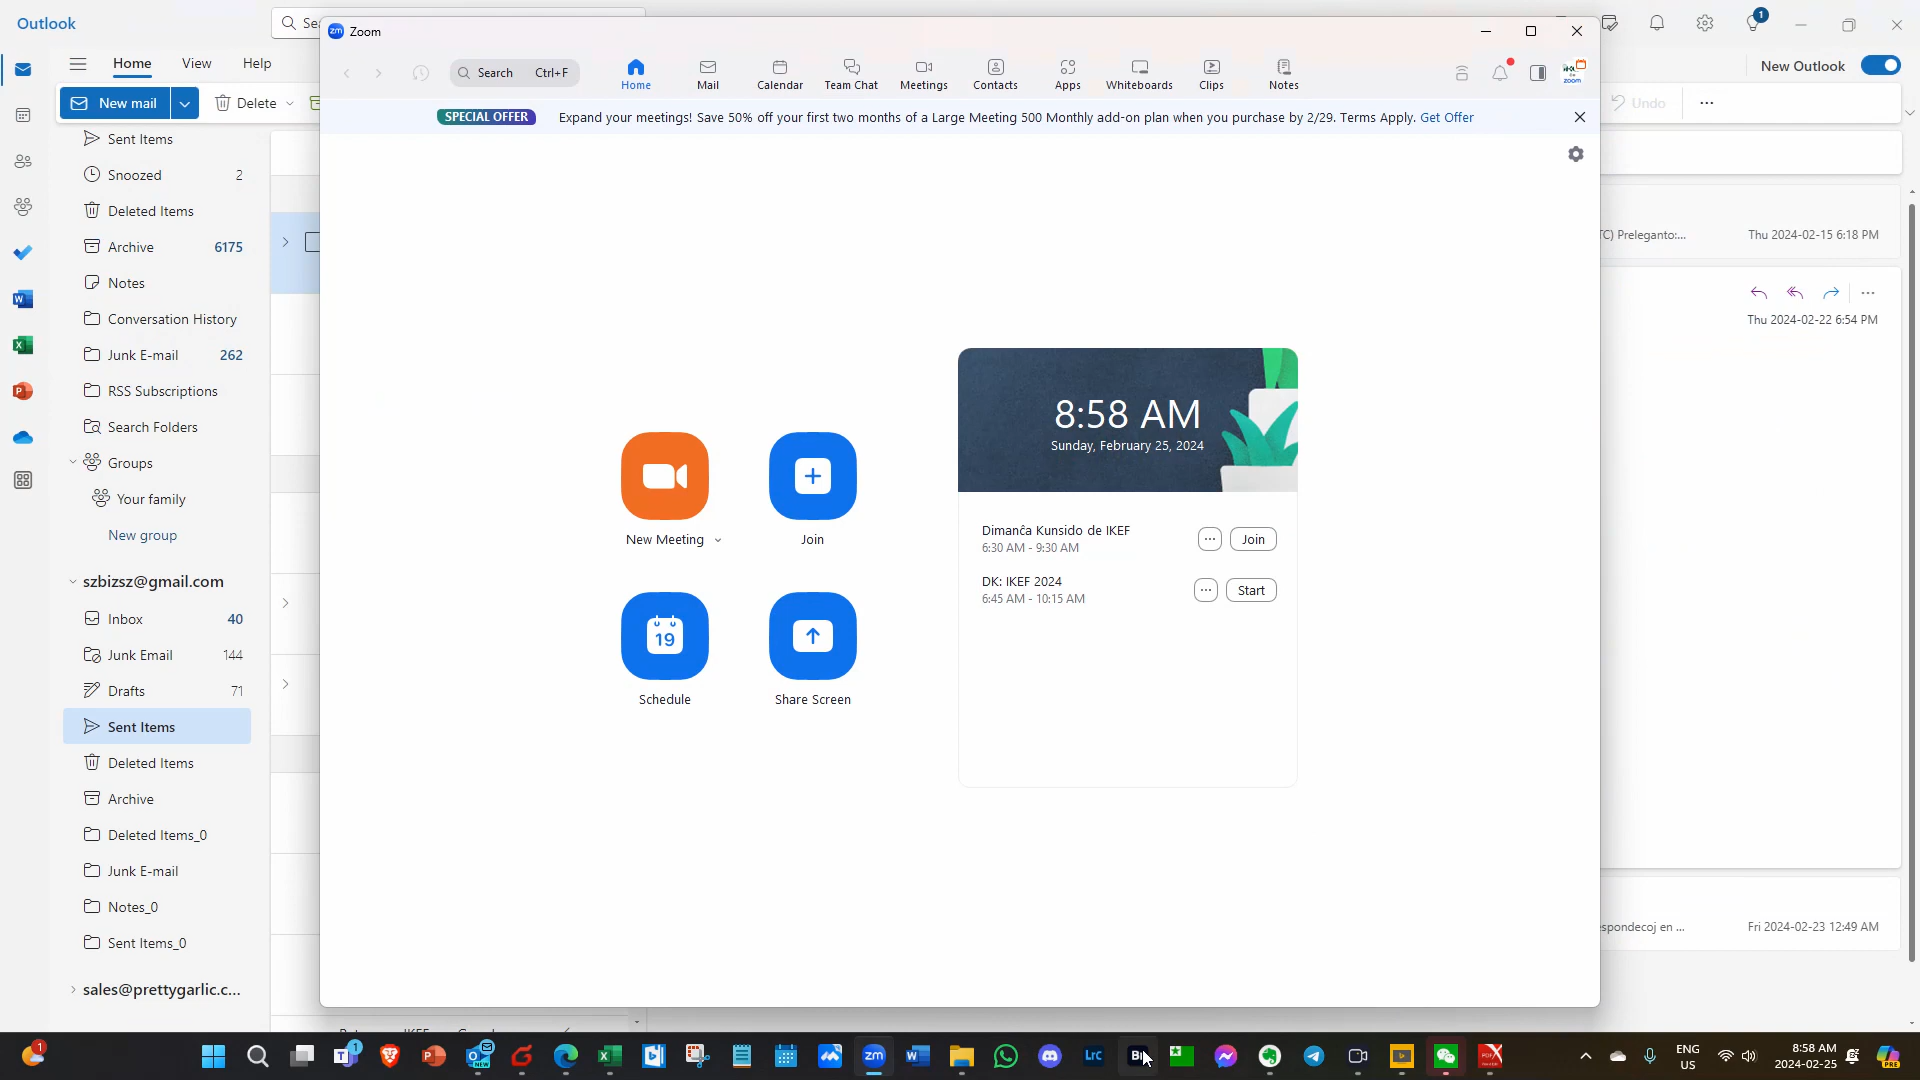 Outlook
Sea
1
Zoom
Search Ctrl+F
Home Mail Calendar Team Chat Meetings Contacts Apps Whiteboards Clips Notes
Home View Help
New Outlook
New mail Delete
Undo
SPECIAL OFFER Expand your meetings! Save 50% off your first two months of a Large Meeting 500 Monthly add-on plan when you purchase by 2/29. Terms Apply. Get Offer
Sent Items
Snoozed 2
Deleted Items
Archive 6175
Notes
Conversation History
Junk E-mail 262
RSS Subscriptions
Search Folders
Groups
Your family
New group
szbizsz@gmail.com
Inbox 40
Junk Email 144
Drafts 71
Sent Items
Deleted Items
Archive
Deleted Items_0
Junk E-mail
Notes_0
Sent Items_0
sales@prettygarlic.c...
New Meeting
Join
19
Schedule
Share Screen
8:58 AM
Sunday, February 25, 2024
Dimanĉa Kunsido de IKEF
6:30 AM - 9:30 AM
Join
DK: IKEF 2024
6:45 AM - 10:15 AM
Start
TC) Preleganto:... Thu 2024-02-15 6:18 PM
Thu 2024-02-22 6:54 PM
espondecoj en ... Fri 2024-02-23 12:49 AM
ENG
US
8:58 AM
2024-02-25